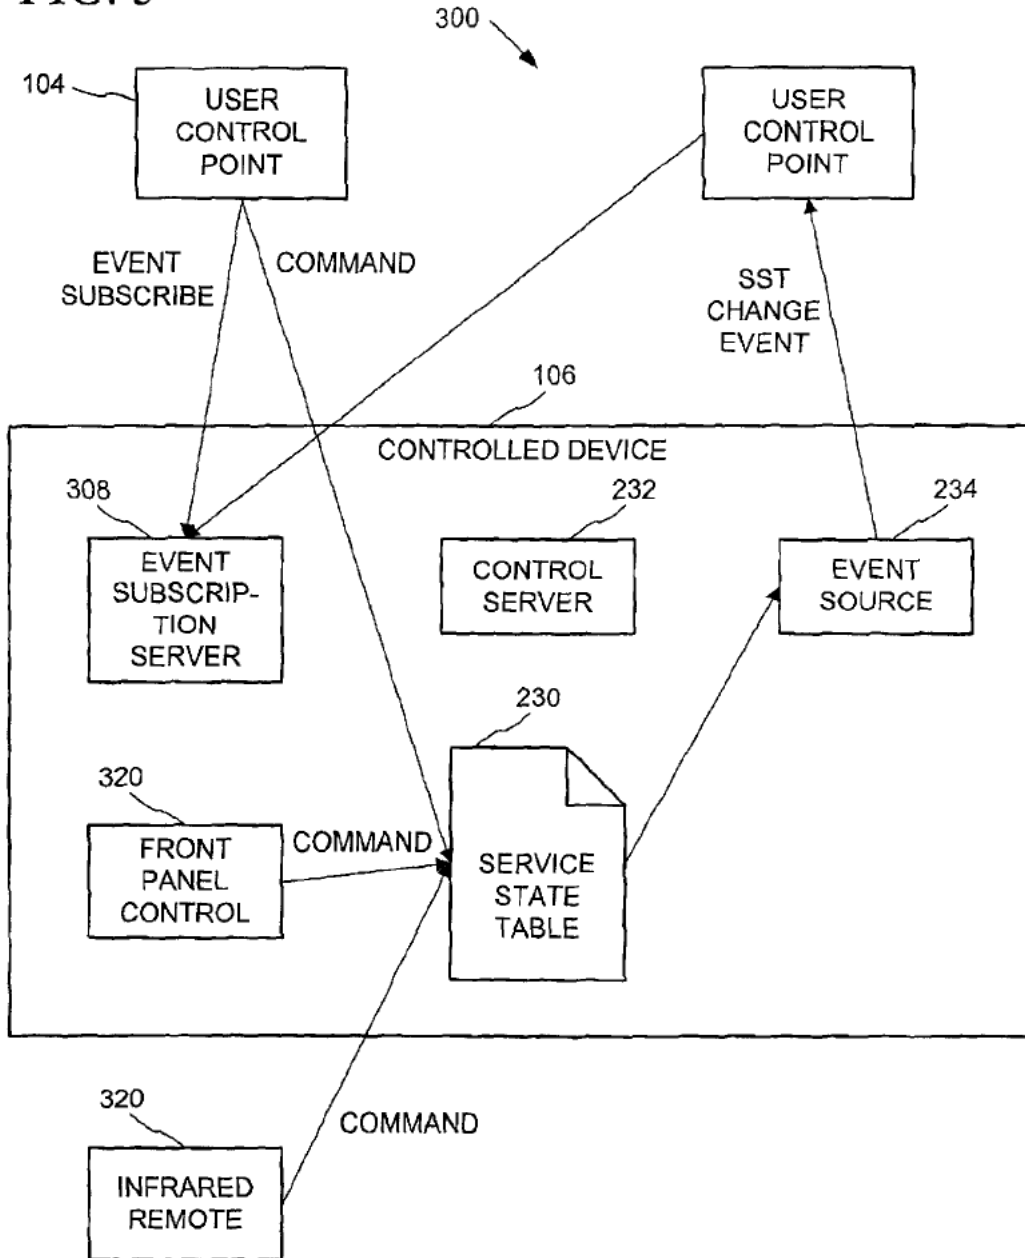 300
104
USER
CONTROL
POINT
USER
CONTROL
POINT
EVENT
SUBSCRIBE
COMMAND
SST
CHANGE
EVENT
106
CONTROLLED DEVICE
308
232
234
EVENT
SUBSCRIP-
TION
SERVER
CONTROL
SERVER
EVENT
SOURCE
230
320
FRONT
PANEL
CONTROL
COMMAND
SERVICE
STATE
TABLE
320
COMMAND
INFRARED
REMOTE